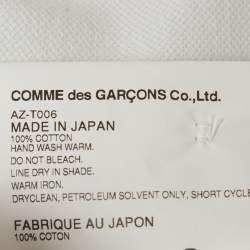 COMME des GARÇONS Co.,Ltd.
AZ-T006
MADE IN JAPAN
100% COTTON
HAND WASH WARM.
DO NOT BLEACH.
LINE DRY IN SHADE.
WARM IRON.
DRYCLEAN, PETROLEUM SOLVENT ONLY, SHORT CYCLE
FABRIQUE AU JAPON
100% COTON